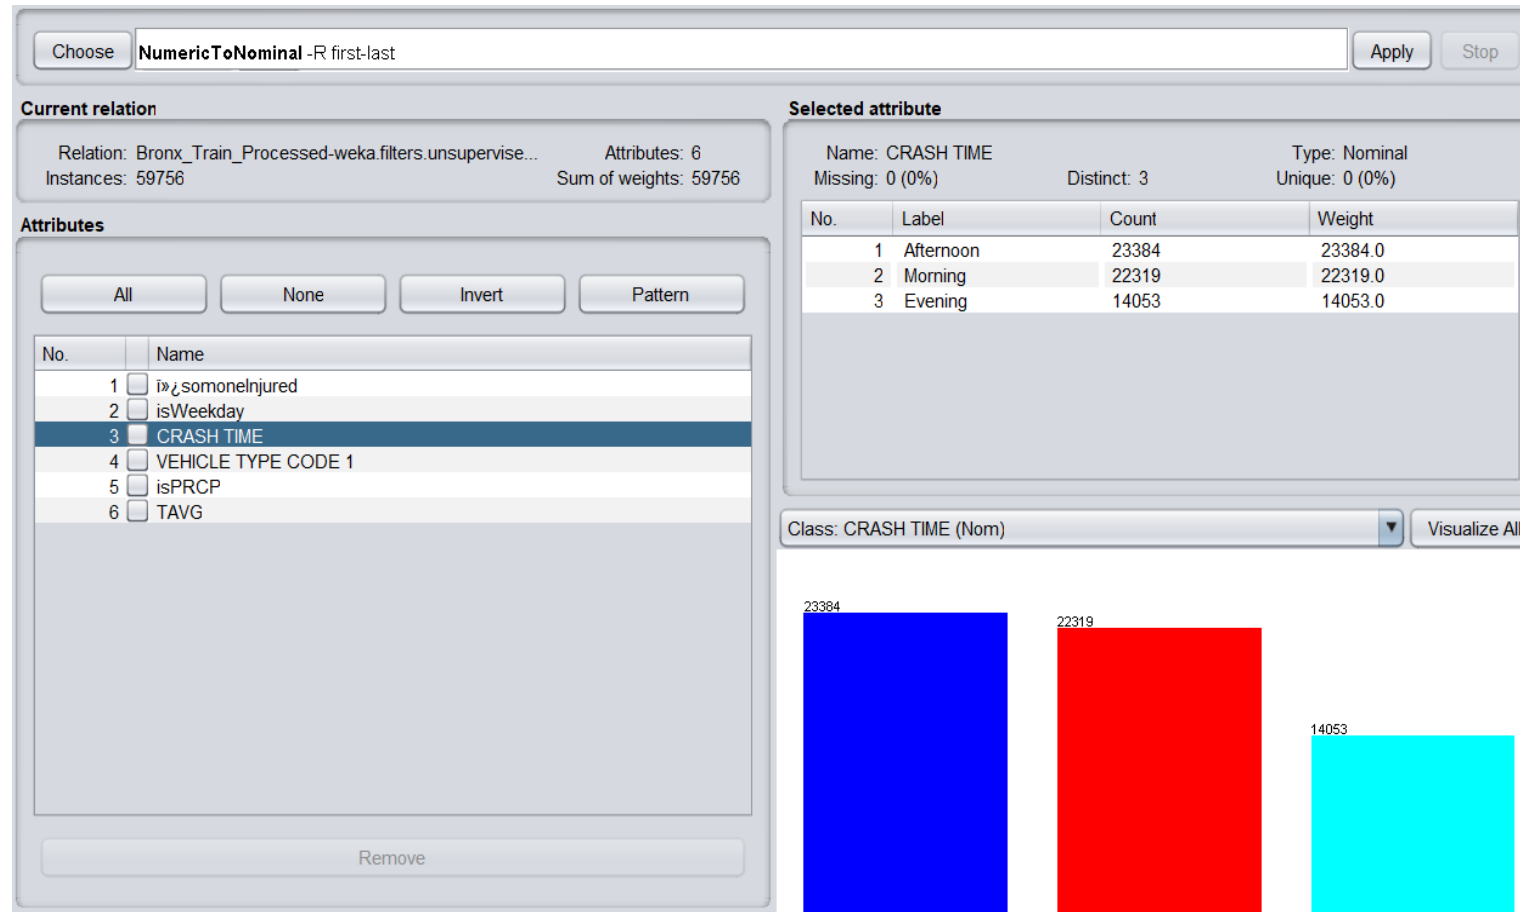 Choose NumericToNominal -R first-last Apply Stop
Current relation
Relation: Bronx_Train_Processed-weka.filters.unsupervise... Attributes: 6
Instances: 59756 Sum of weights: 59756
Attributes
All None Invert Pattern
No. Name
1 ï»¿somoneInjured
2 isWeekday
3 CRASH TIME
4 VEHICLE TYPE CODE 1
5 isPRCP
6 TAVG
Remove
Selected attribute
Name: CRASH TIME Type: Nominal
Missing: 0 (0%) Distinct: 3 Unique: 0 (0%)
No. Label Count Weight
1 Afternoon 23384 23384.0
2 Morning 22319 22319.0
3 Evening 14053 14053.0
Class: CRASH TIME (Nom) Visualize All
23384
22319
14053